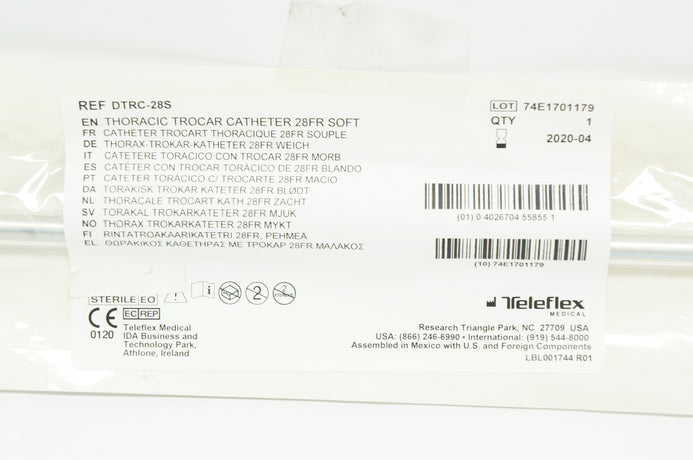 REF DTRC-28S
EN THORACIC TROCAR CATHETER 28FR SOFT
FR CATHÉTER TROCART THORACIQUE 28FR SOUPLE
DE THORAX-TROKAR-KATHETER 28FR WEICH
IT CATETERE TORACICO CON TROCAR 28FR MORB
ES CATÉTER CON TROCAR TORACICO DE 28FR BLANDO
PT CATETER TORACICO C/ TROCARTE 28FR MACIO
DA TORAKISK TROKAR KATETER 28FR BLØDT
NL THORACALE TROCART KATH 28FR ZACHT
SV TORAKAL TROKARKATETER 28FR MJUK
NO THORAX TROKARKATETER 28FR MYKT
FI RINTATROAKAARIKATETRI 28FR, PEHMEÄ
EL ΘΩΡΑΚΙΚΟΣ ΚΑΘΕΤΗΡΑΣ ΜΕ ΤΡΟΚΑΡ 28FR ΜΑΛΑΚΟΣ
LOT 74E1701179
QTY 1
2020-04
(01) 0 4026704 55855 1
(10) 74E1701179
STERILE EO
2
EC REP
CE
0120
Teleflex Medical
IDA Business and
Technology Park,
Athlone, Ireland
Teleflex
MEDICAL
Research Triangle Park, NC 27709 USA
USA: (866) 246-6990 • International: (919) 544-8000
Assembled in Mexico with U.S. and Foreign Components
LBL001744 R01